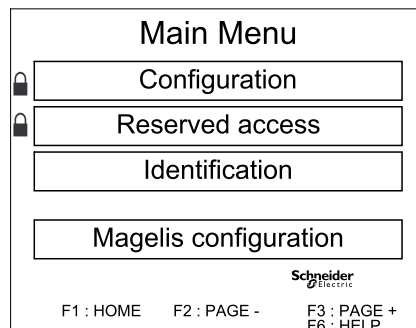 Main Menu
Configuration
Reserved access
Identification
Magelis configuration
Schneider
Electric
F1 : HOME F2 : PAGE - F3 : PAGE +
F6 : HELP